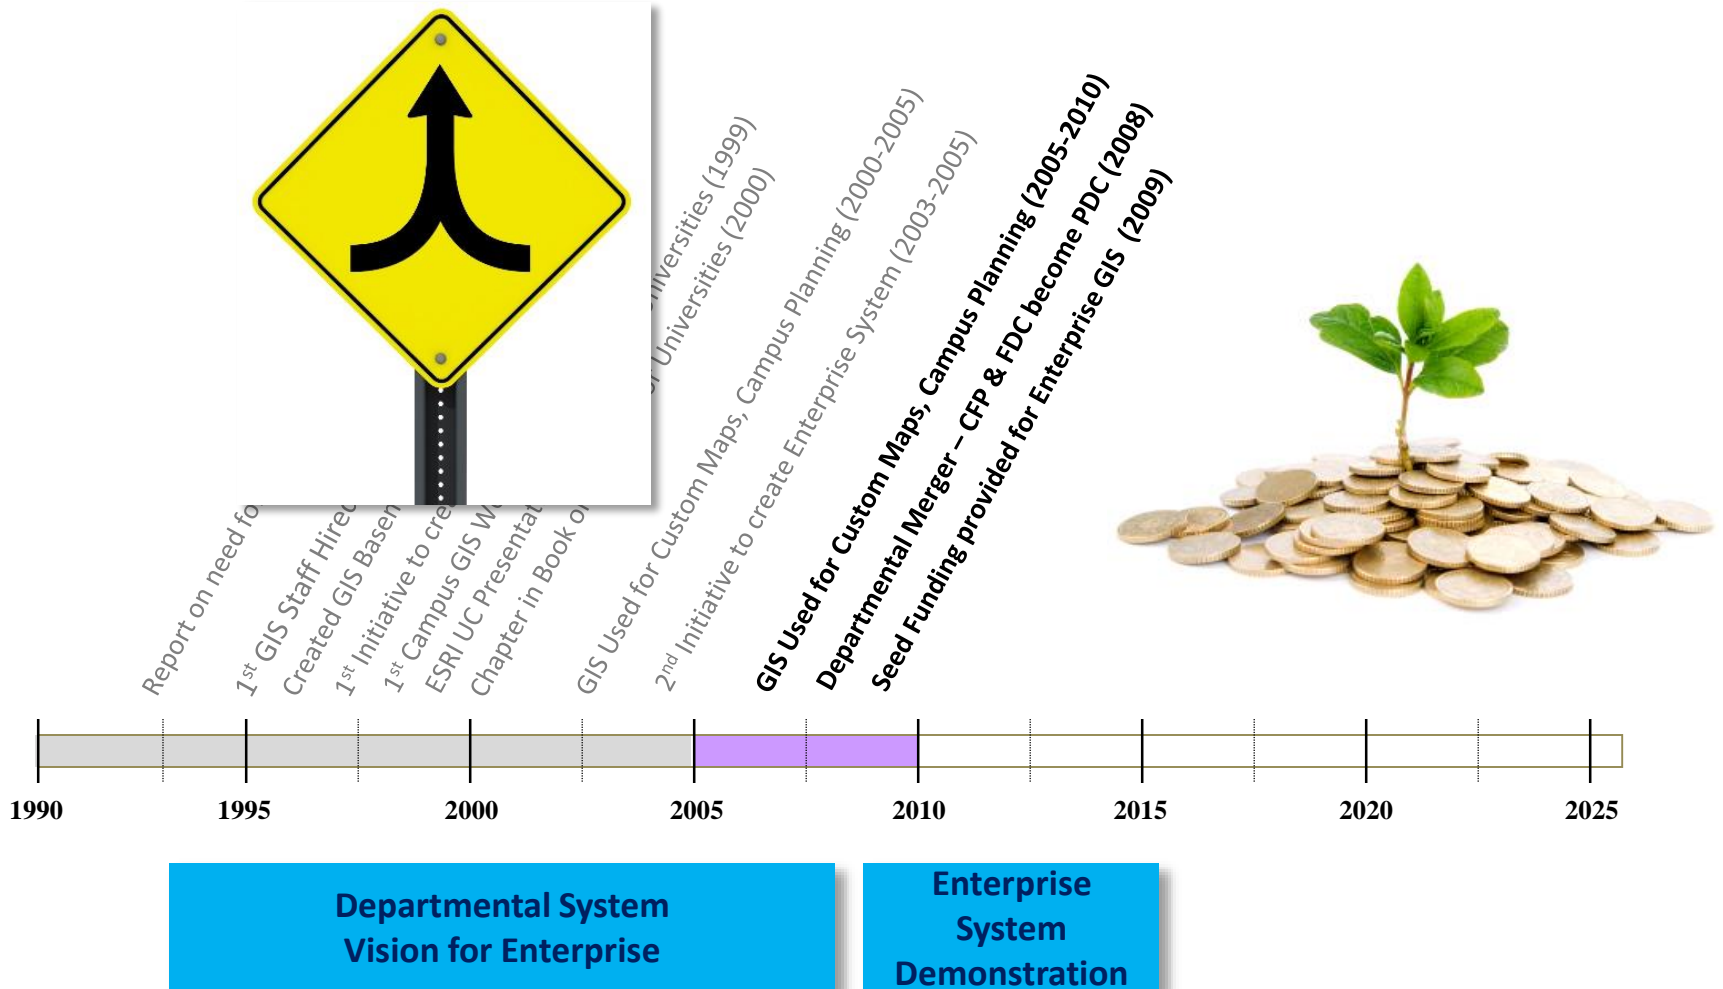 Report on need fo
1st GIS Staff Hired
Created GIS Basem
1st Initiative to cre
1st Campus GIS Wo
ESRI UC Presentat
Universities (1999)
Chapter in Book o
Universities (2000)
GIS Used for Custom Maps, Campus Planning (2000-2005)
2nd Initiative to create Enterprise System (2003-2005)
GIS Used for Custom Maps, Campus Planning (2005-2010)
Departmental Merger – CFP & FDC become PDC (2008)
Seed Funding provided for Enterprise GIS (2009)
1990 1995 2000 2005 2010 2015 2020 2025
Departmental System
Vision for Enterprise
Enterprise
System
Demonstration